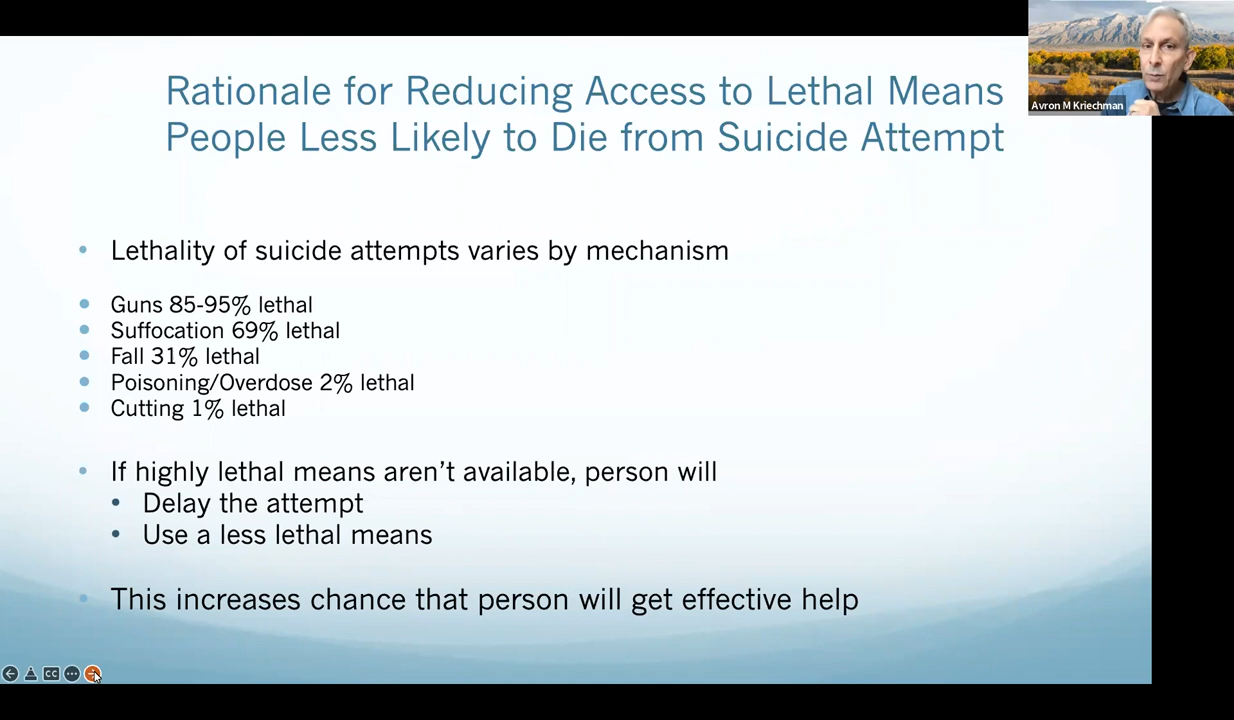 Rationale for Reducing Access to Lethal Means
People Less Likely to Die from Suicide Attempt
Avron M Kriechman
• Lethality of suicide attempts varies by mechanism
• Guns 85-95% lethal
• Suffocation 69% lethal
• Fall 31% lethal
• Poisoning/Overdose 2% lethal
• Cutting 1% lethal
• If highly lethal means aren’t available, person will
• Delay the attempt
• Use a less lethal means
• This increases chance that person will get effective help
CC